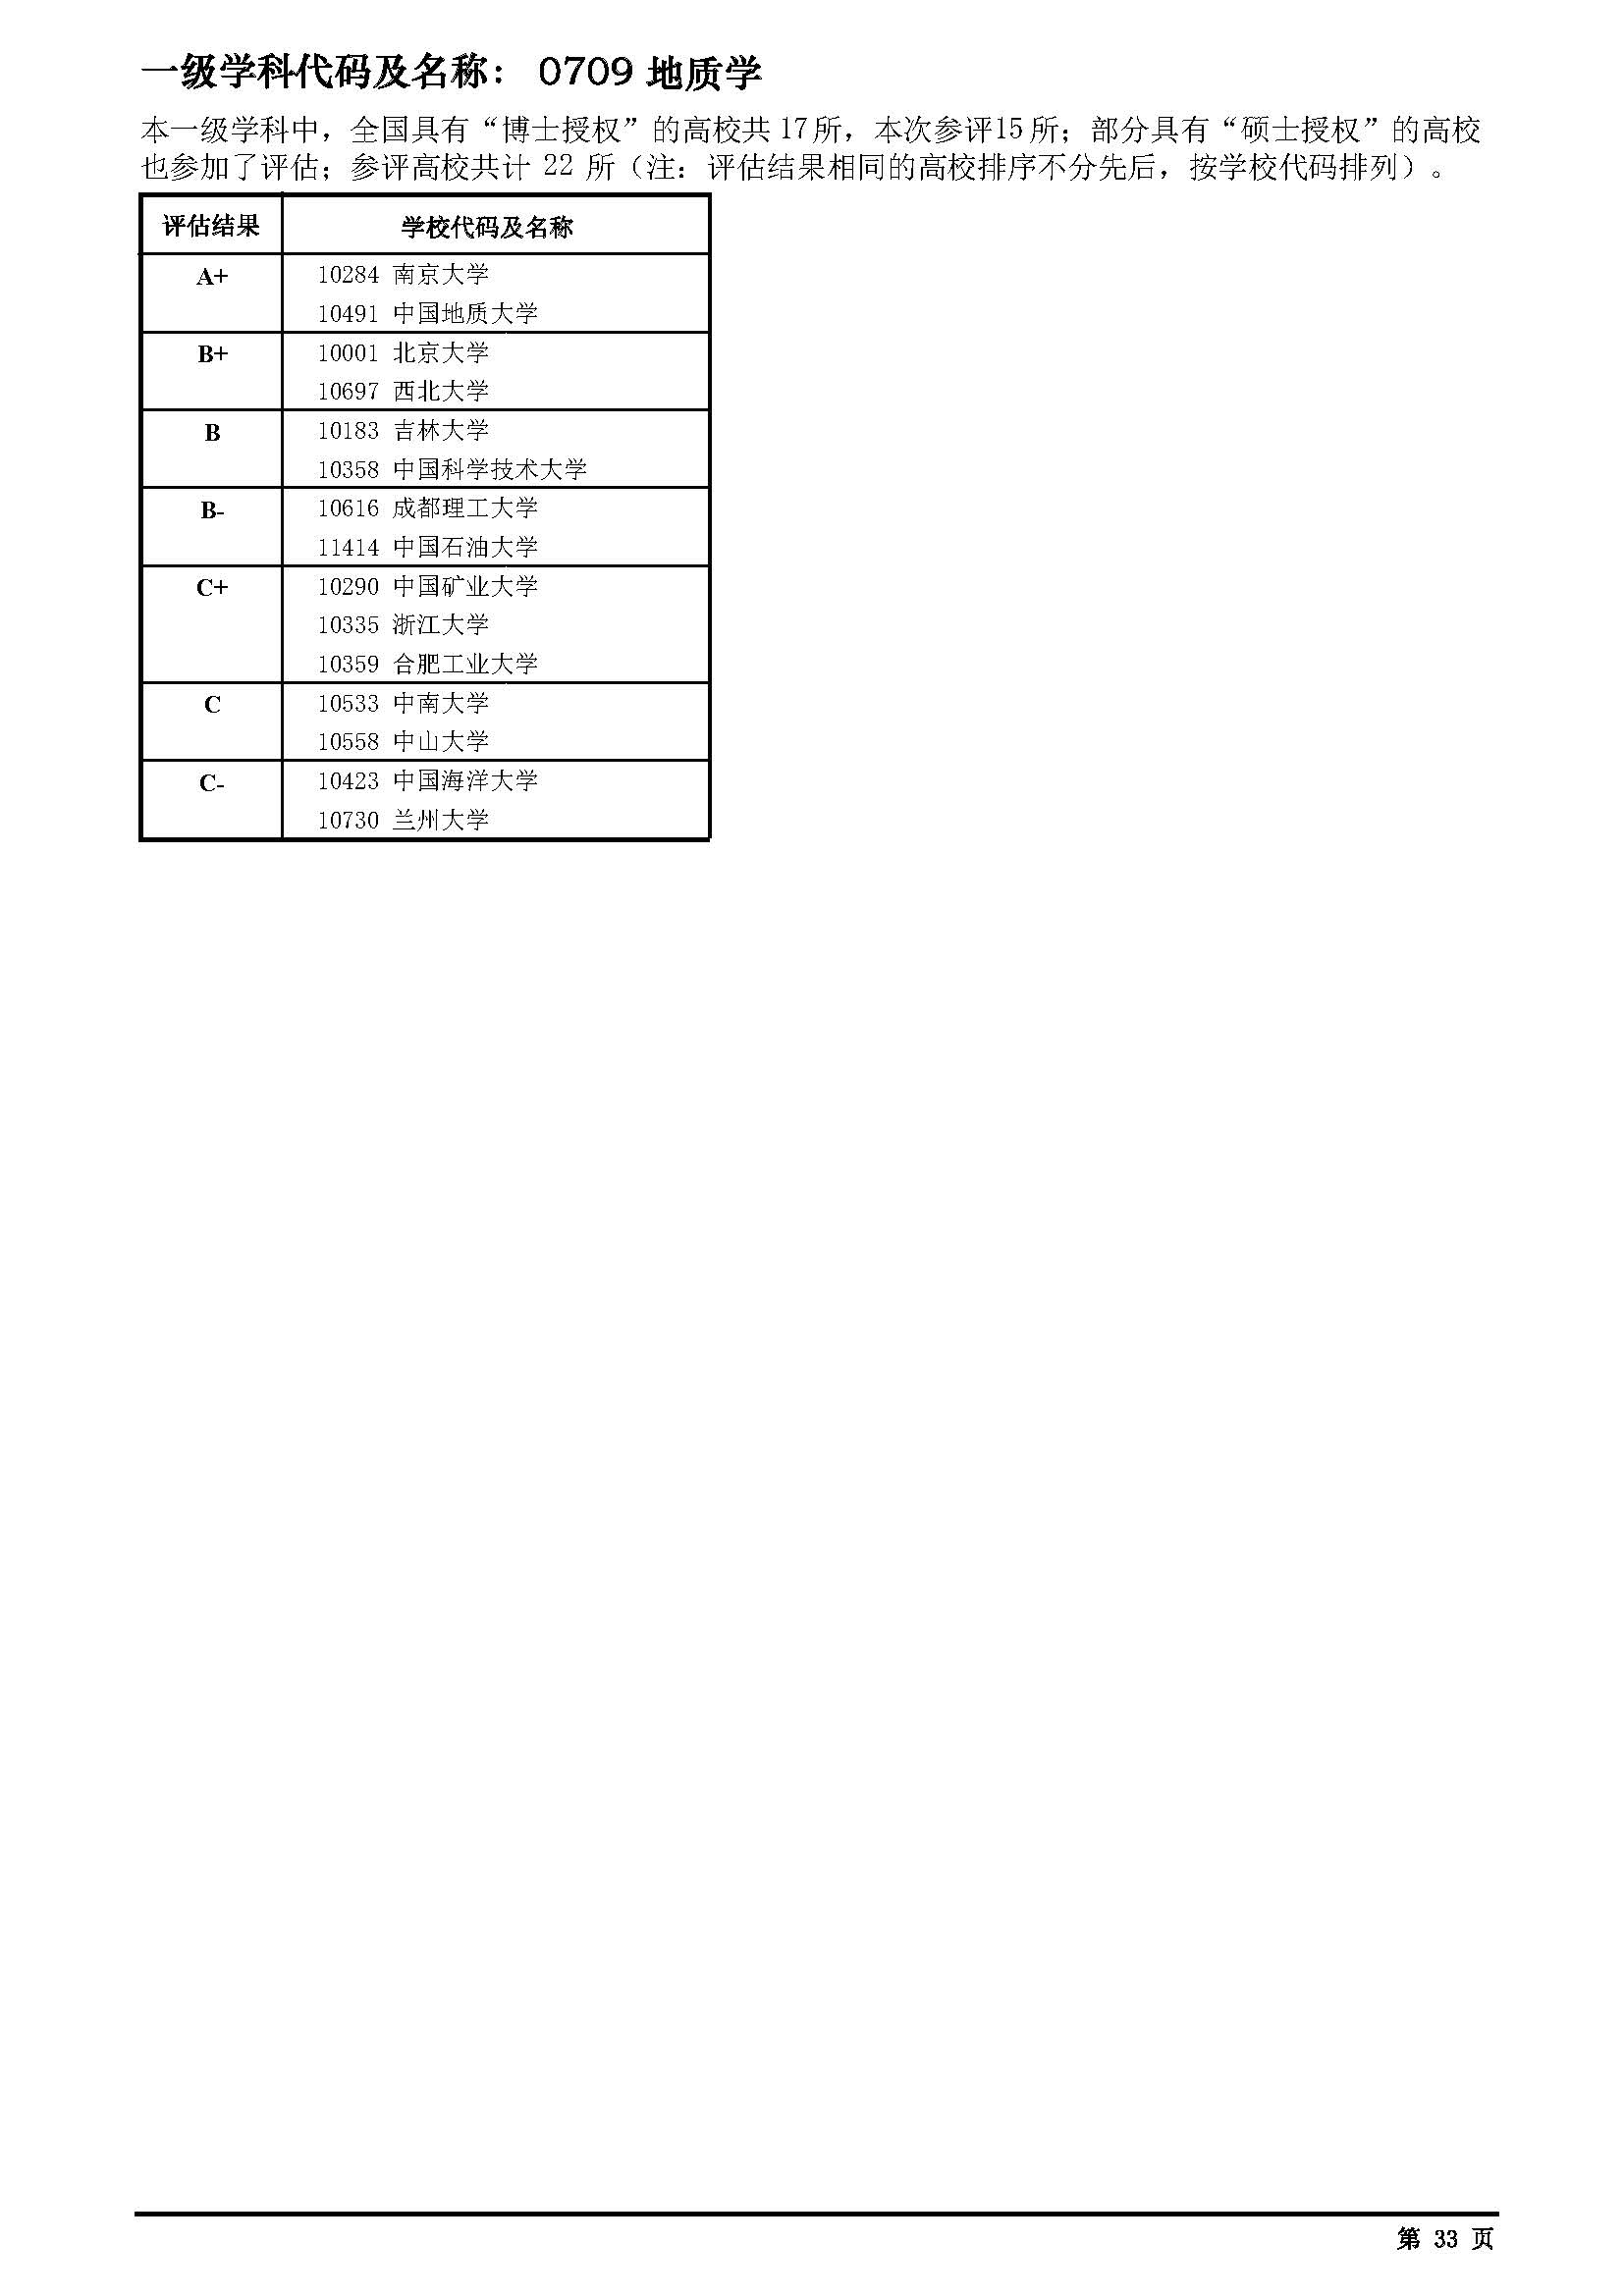 一级学科代码及名称： 0709 地质学
本一级学科中，全国具有“博士授权”的高校共 17 所，本次参评15 所；部分具有“硕士授权”的高校
也参加了评估；参评高校共计 22 所（注：评估结果相同的高校排序不分先后，按学校代码排列）。
评估结果 学校代码及名称
A+ 10284 南京大学
10491 中国地质大学
B+ 10001 北京大学
10697 西北大学
B 10183 吉林大学
10358 中国科学技术大学
B- 10616 成都理工大学
11414 中国石油大学
C+ 10290 中国矿业大学
10335 浙江大学
10359 合肥工业大学
C 10533 中南大学
10558 中山大学
C- 10423 中国海洋大学
10730 兰州大学
第 33 页